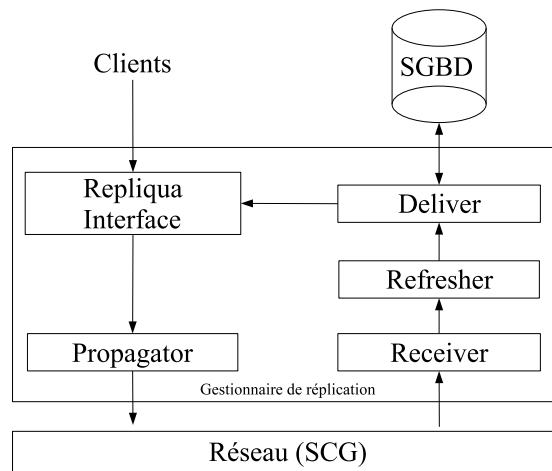 Clients
SGBD
Repliqua
Interface
Deliver
Refresher
Propagator
Receiver
Gestionnaire de réplication
Réseau (SCG)